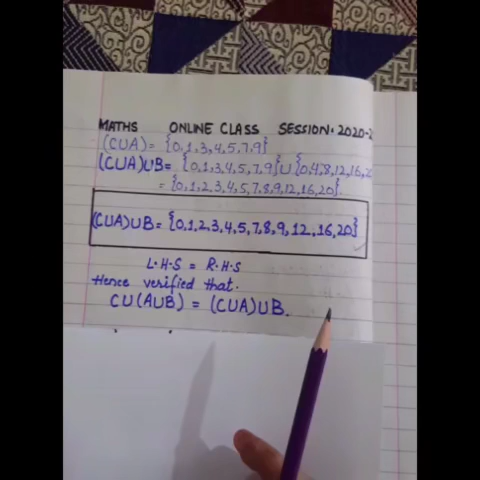 MATHS ONLINE CLASS SESSION: 2020-2
(CUA) = {0,1,3,4,5,7,9}
(CUA)UB = {0,1,3,4,5,7,9}U{0,4,8,12,16,20
= {0,1,2,3,4,5,7,8,9,12,16,20}.
(CUA)UB = {0,1,2,3,4,5,7,8,9,12,16,20}
L.H.S = R.H.S
Hence verified that.
CU(AUB) = (CUA)UB.